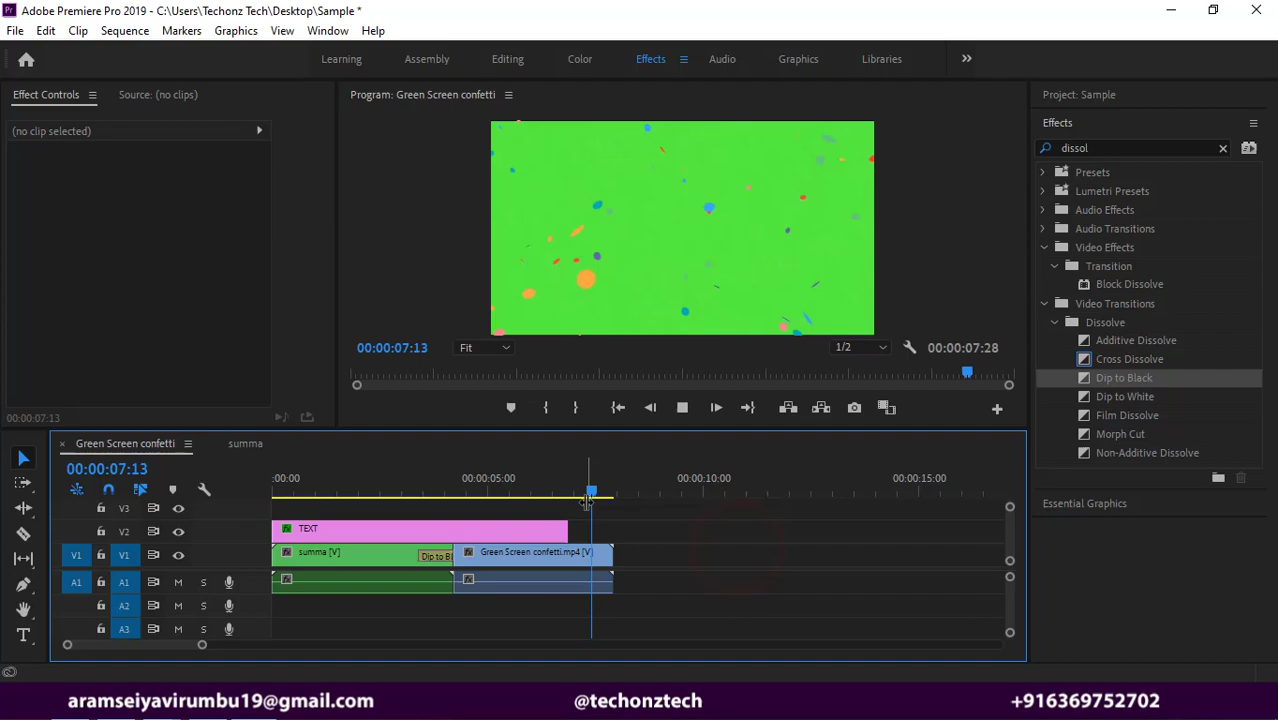 Adobe Premiere Pro 2019 - C:\Users\Techonz Tech\Desktop\Sample *
File Edit Clip Sequence Markers Graphics View Window Help
Learning Assembly Editing Color Effects Audio Graphics Libraries
Effect Controls Source: (no clips) Program: Green Screen confetti Project: Sample
(no clip selected)
Effects
dissol
Presets
Lumetri Presets
Audio Effects
Audio Transitions
Video Effects
Transition
Block Dissolve
Video Transitions
Dissolve
Additive Dissolve
Cross Dissolve
Dip to Black
Dip to White
Film Dissolve
Morph Cut
Non-Additive Dissolve
Essential Graphics
00:00:07:13 Fit 1/2 00:00:07:28
00:00:07:13
Green Screen confetti summa
00:00:07:13
:00:00 00:00:05:00 00:00:10:00 00:00:15:00
V3
V2 TEXT
V1 V1 summa [V] Dip to Bl Green Screen confetti.mp4 [V]
A1 A1 M S
A2 M S
A3 M S
aramseiyavirumbu19@gmail.com @techonztech +916369752702